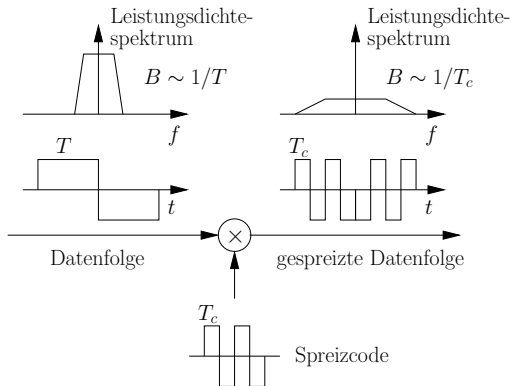 Leistungsdichte-
spektrum
B ∼ 1/T
f
Leistungsdichte-
spektrum
B ∼ 1/T_c
f
T
t
T_c
t
×
Datenfolge
gespreizte Datenfolge
T_c
Spreizcode